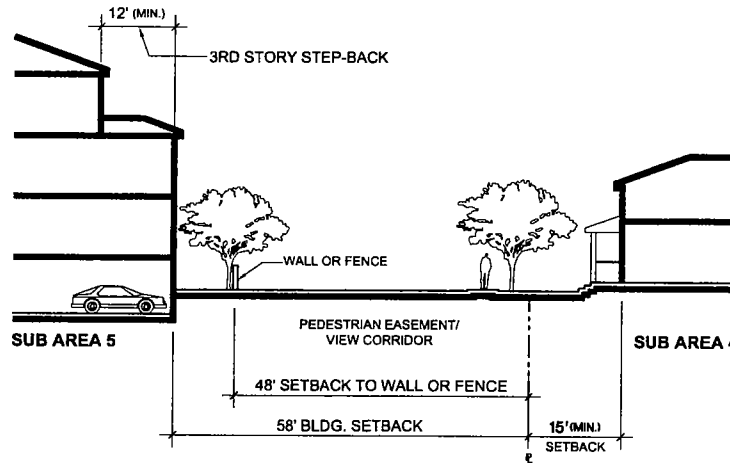 12' (MIN.)
3RD STORY STEP-BACK
WALL OR FENCE
PEDESTRIAN EASEMENT/
VIEW CORRIDOR
SUB AREA 5
SUB AREA 4
48' SETBACK TO WALL OR FENCE
58' BLDG. SETBACK
15' (MIN.)
SETBACK
℄